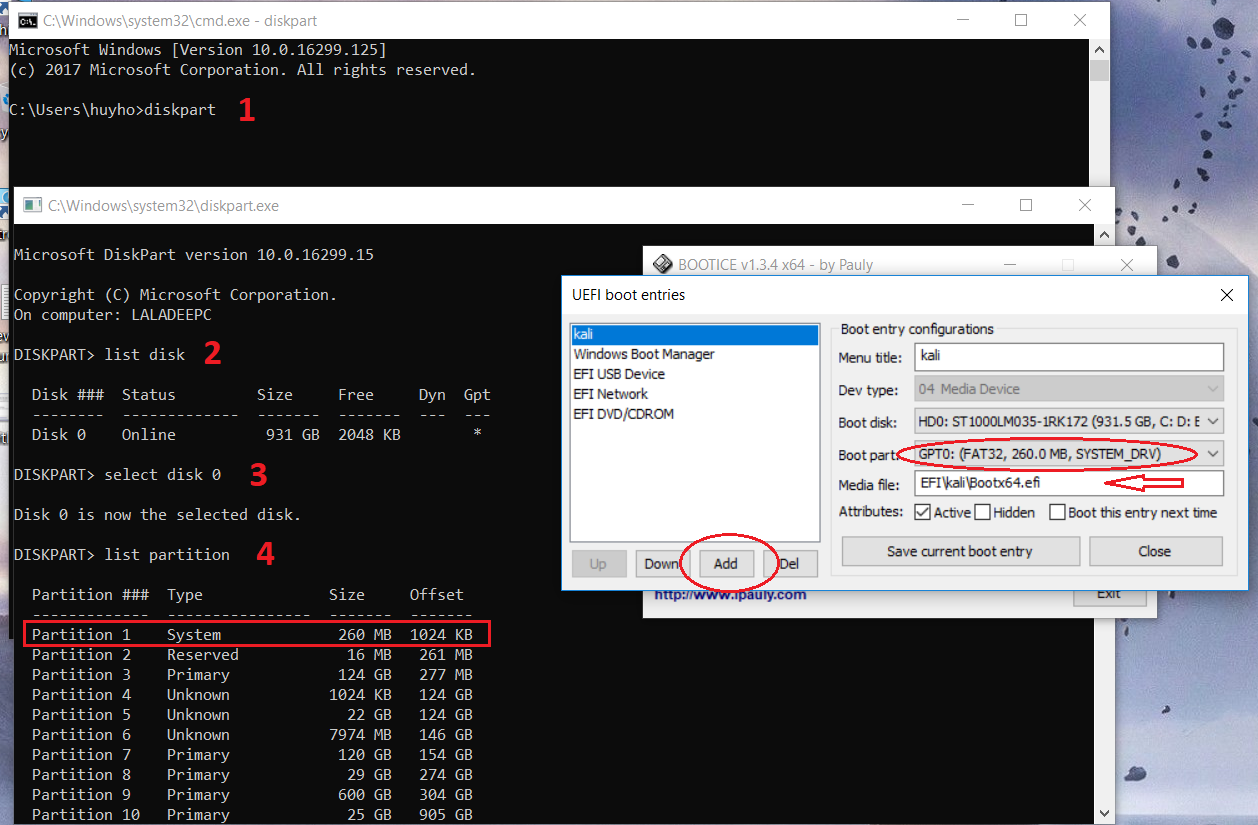 C:\Windows\system32\cmd.exe - diskpart
Microsoft Windows [Version 10.0.16299.125]
(c) 2017 Microsoft Corporation. All rights reserved.
C:\Users\huyho>diskpart 1
C:\Windows\system32\diskpart.exe
Microsoft DiskPart version 10.0.16299.15
Copyright (C) Microsoft Corporation.
On computer: LALADEEPC
DISKPART> list disk 2
Disk ### Status Size Free Dyn Gpt
-------- ------------- ------- ------- --- ---
Disk 0 Online 931 GB 2048 KB *
DISKPART> select disk 0 3
Disk 0 is now the selected disk.
DISKPART> list partition 4
Partition ### Type Size Offset
------------- ---------------- ------- -------
Partition 1 System 260 MB 1024 KB
Partition 2 Reserved 16 MB 261 MB
Partition 3 Primary 124 GB 277 MB
Partition 4 Unknown 1024 KB 124 GB
Partition 5 Unknown 22 GB 124 GB
Partition 6 Unknown 7974 MB 146 GB
Partition 7 Primary 120 GB 154 GB
Partition 8 Primary 29 GB 274 GB
Partition 9 Primary 600 GB 304 GB
Partition 10 Primary 25 GB 905 GB
BOOTICE v1.3.4 x64 - by Pauly
UEFI boot entries
kali
Windows Boot Manager
EFI USB Device
EFI Network
EFI DVD/CDROM
Up Down Add Del
Boot entry configurations
Menu title: kali
Dev type: 04 Media Device
Boot disk: HD0: ST1000LM035-1RK172 (931.5 GB, C: D: E
Boot part: GPT0: (FAT32, 260.0 MB, SYSTEM_DRV)
Media file: EFI\kali\Bootx64.efi
Attributes: Active Hidden Boot this entry next time
Save current boot entry Close
http://www.ipauly.com
Exit